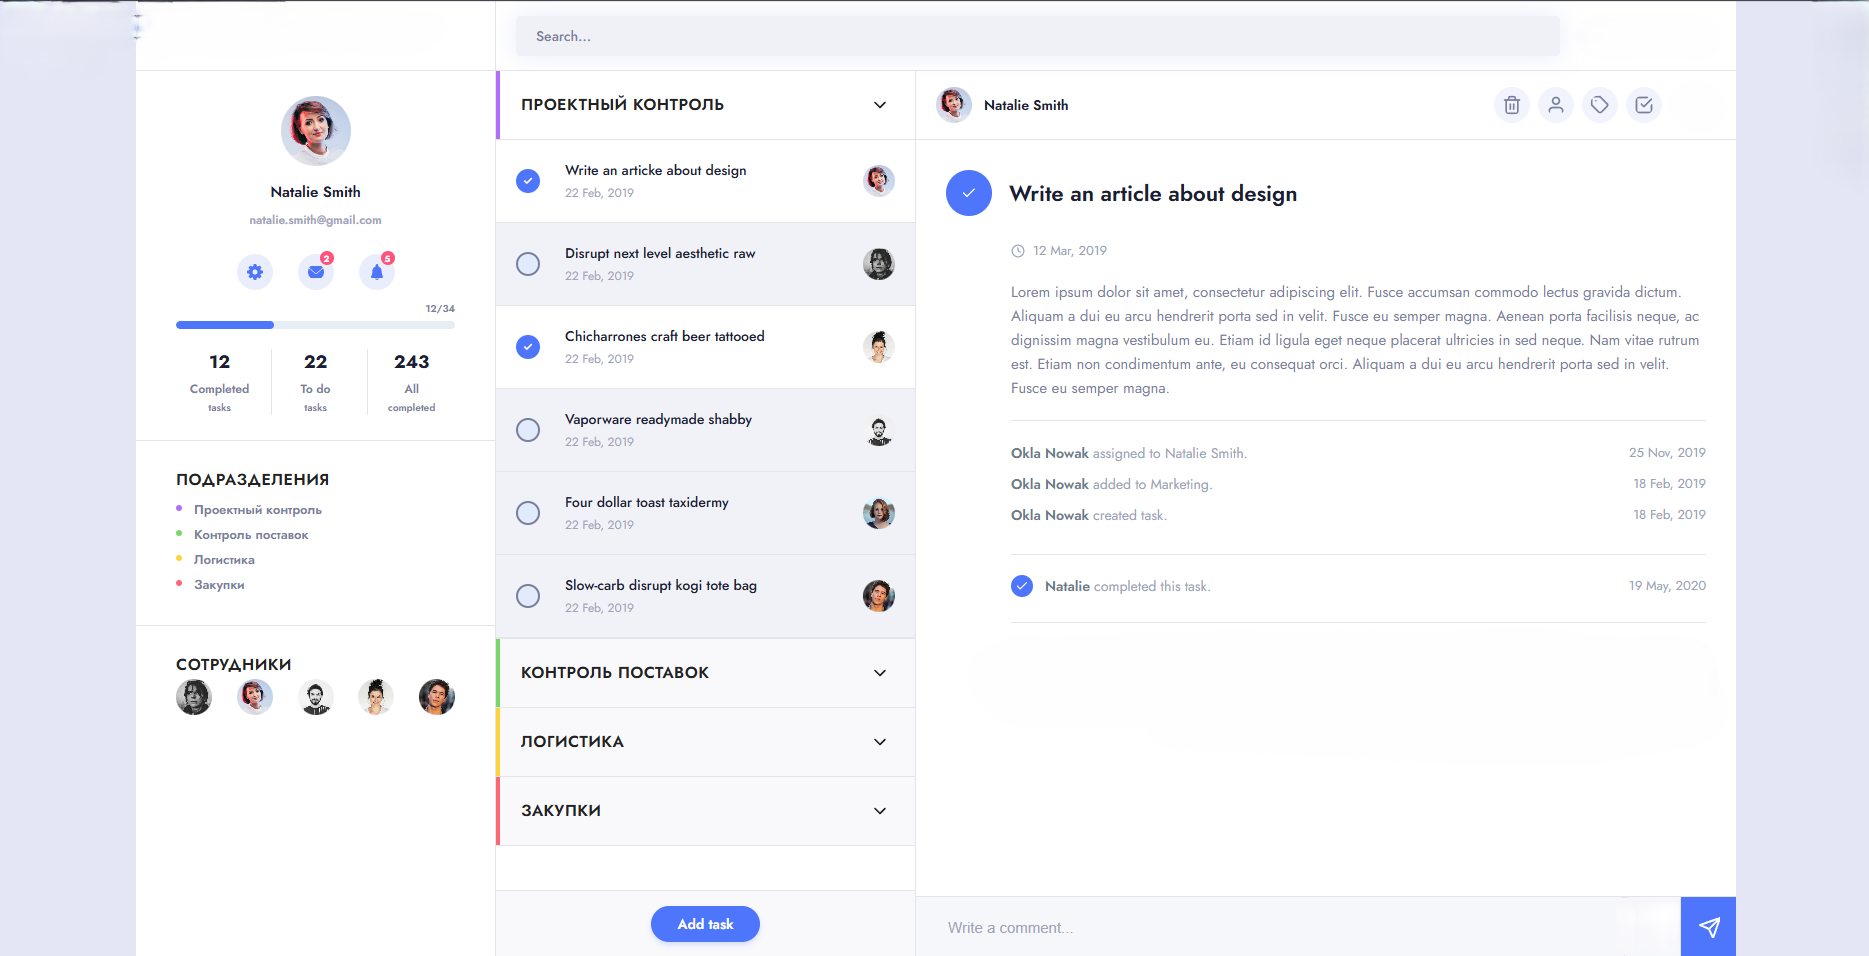 Search...
Natalie Smith
natalie.smith@gmail.com
2
5
12/34
12
Completed
tasks
22
To do
tasks
243
All
completed
ПОДРАЗДЕЛЕНИЯ
Проектный контроль
Контроль поставок
Логистика
Закупки
СОТРУДНИКИ
ПРОЕКТНЫЙ КОНТРОЛЬ
Write an articke about design
22 Feb, 2019
Disrupt next level aesthetic raw
22 Feb, 2019
Chicharrones craft beer tattooed
22 Feb, 2019
Vaporware readymade shabby
22 Feb, 2019
Four dollar toast taxidermy
22 Feb, 2019
Slow-carb disrupt kogi tote bag
22 Feb, 2019
КОНТРОЛЬ ПОСТАВОК
ЛОГИСТИКА
ЗАКУПКИ
Add task
Natalie Smith
Write an article about design
12 Mar, 2019
Lorem ipsum dolor sit amet, consectetur adipiscing elit. Fusce accumsan commodo lectus gravida dictum.
Aliquam a dui eu arcu hendrerit porta sed in velit. Fusce eu semper magna. Aenean porta facilisis neque, ac
dignissim magna vestibulum eu. Etiam id ligula eget neque placerat ultricies in sed neque. Nam vitae rutrum
est. Etiam non condimentum ante, eu consequat orci. Aliquam a dui eu arcu hendrerit porta sed in velit.
Fusce eu semper magna.
Okla Nowak assigned to Natalie Smith. 25 Nov, 2019
Okla Nowak added to Marketing. 18 Feb, 2019
Okla Nowak created task. 18 Feb, 2019
Natalie completed this task. 19 May, 2020
Write a comment...